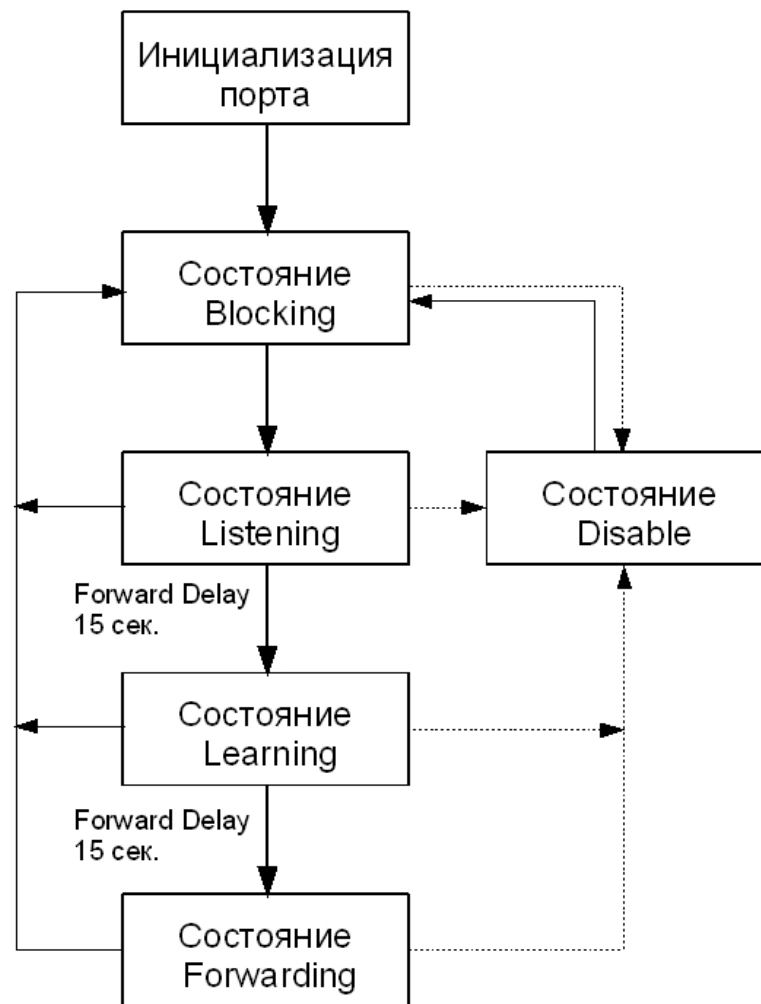 Инициализация
порта
Состояние
Blocking
Состояние
Listening
Состояние
Disable
Forward Delay
15 сек.
Состояние
Learning
Forward Delay
15 сек.
Состояние
Forwarding